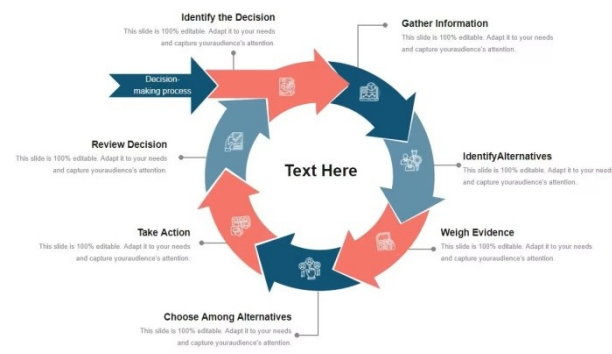 Identify the Decision
This slide is 100% editable. Adapt it to your needs
and capture youraudience's attention.
Gather Information
This slide is 100% editable. Adapt it to your needs
and capture youraudience's attention.
Decision-
making process
Review Decision
This slide is 100% editable. Adapt it to your needs
and capture youraudience's attention.
Text Here
IdentifyAlternatives
This slide is 100% editable. Adapt it to your needs
and capture youraudience's attention.
Take Action
This slide is 100% editable. Adapt it to your needs
and capture youraudience's attention.
Weigh Evidence
This slide is 100% editable. Adapt it to your needs
and capture youraudience's attention.
Choose Among Alternatives
This slide is 100% editable. Adapt it to your needs
and capture youraudience's attention.